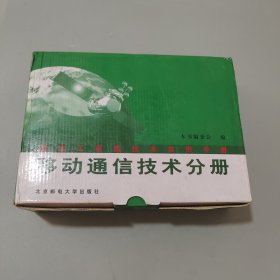 本书编委会 编
移动通信技术分册
北京邮电大学出版社